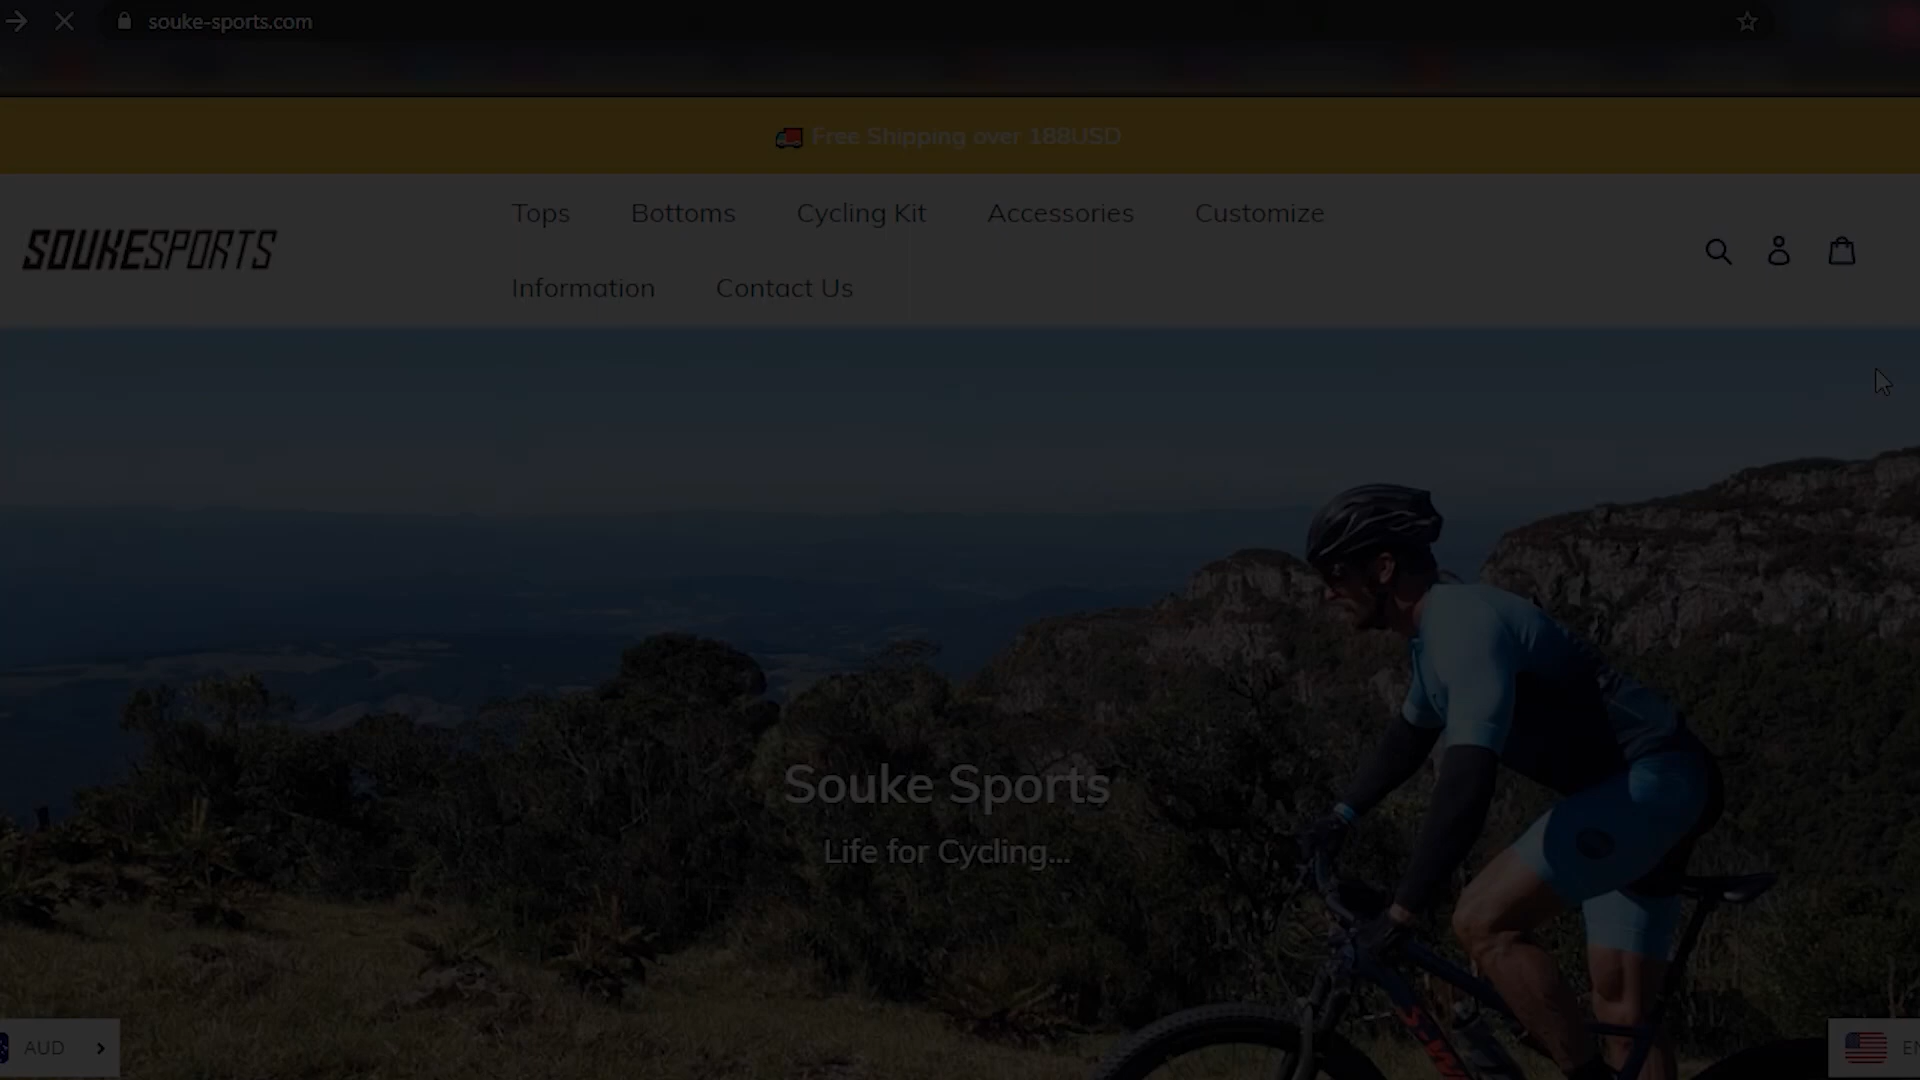 souke-sports.com
Free Shipping over 188USD
SOUKESPORTS
Tops Bottoms Cycling Kit Accessories Customize
Information Contact Us
Souke Sports
Life for Cycling...
AUD
EN